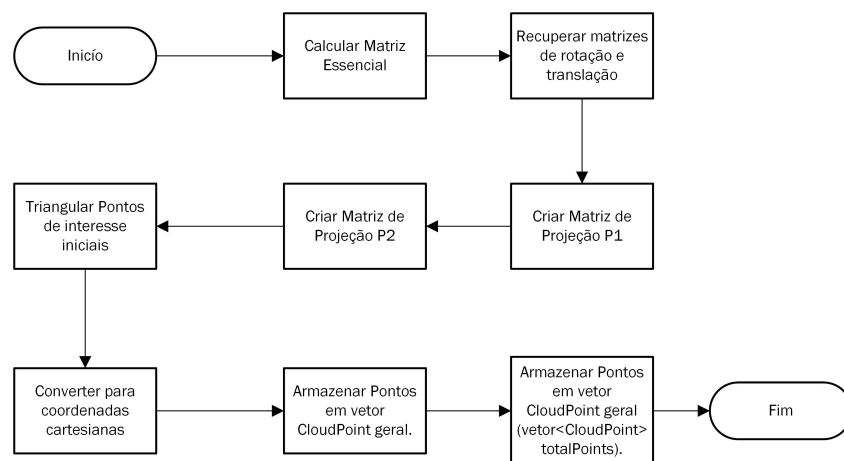 Inicío
Calcular Matriz
Essencial
Recuperar matrizes
de rotação e
translação
Criar Matriz de
Projeção P1
Criar Matriz de
Projeção P2
Triangular Pontos
de interesse
iniciais
Converter para
coordenadas
cartesianas
Armazenar Pontos
em vetor
CloudPoint geral.
Armazenar Pontos
em vetor
CloudPoint geral
(vetor<CloudPoint>
totalPoints).
Fim